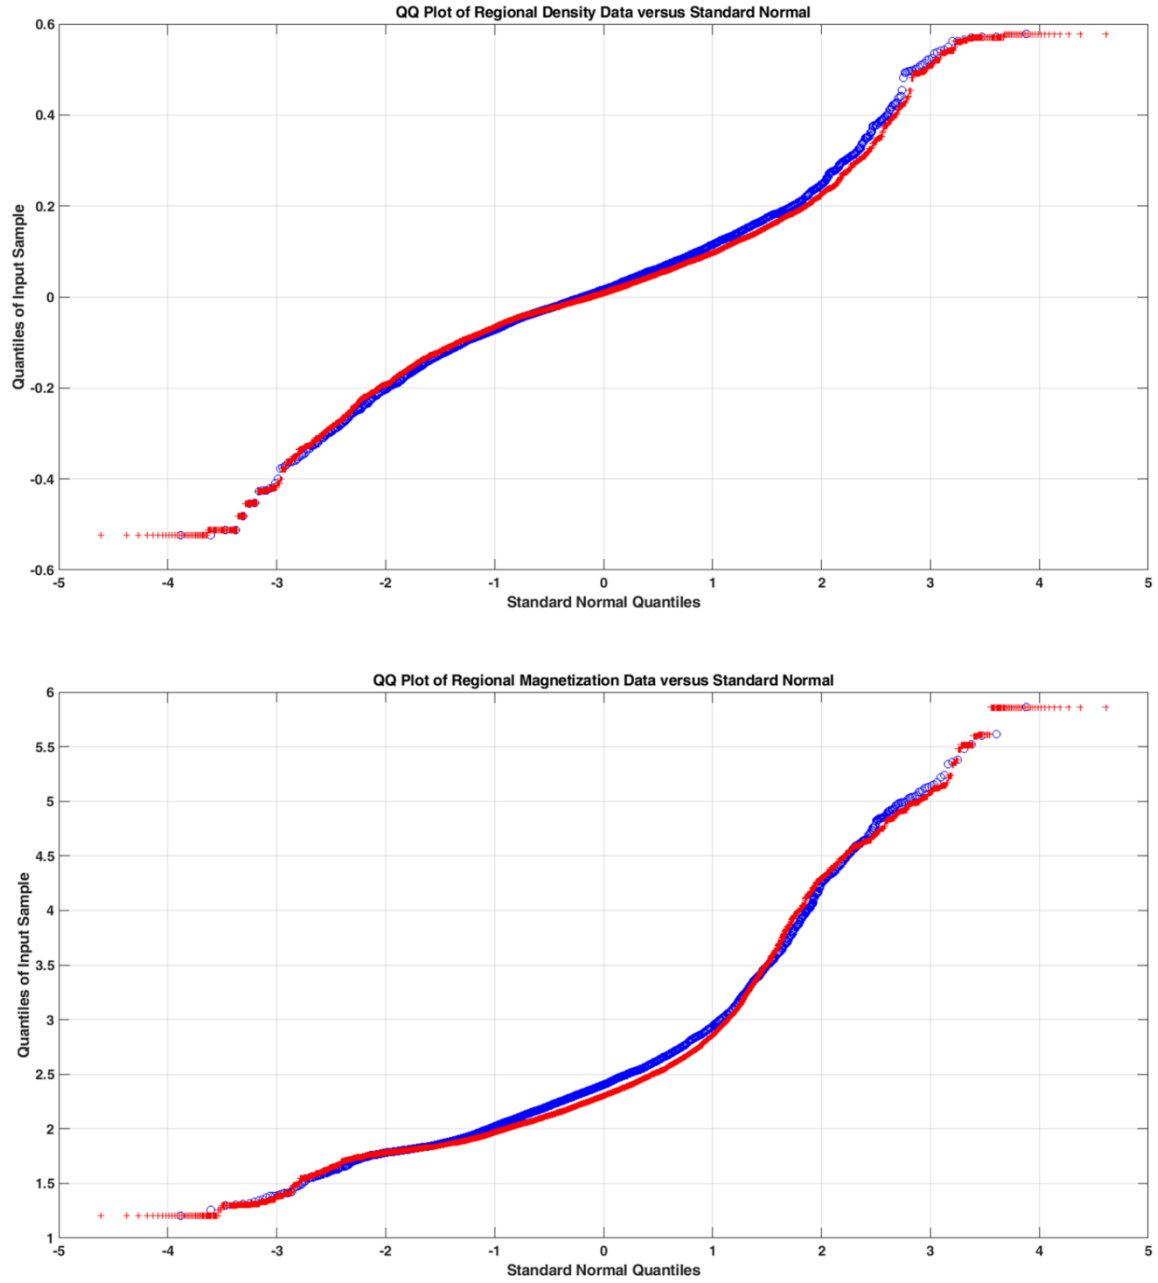 QQ Plot of Regional Density Data versus Standard Normal
0.6
0.4
0.2
0
-0.2
-0.4
-0.6
Quantiles of Input Sample
-5 -4 -3 -2 -1 0 1 2 3 4 5
Standard Normal Quantiles
QQ Plot of Regional Magnetization Data versus Standard Normal
6
5.5
5
4.5
4
3.5
3
2.5
2
1.5
1
Quantiles of Input Sample
-5 -4 -3 -2 -1 0 1 2 3 4 5
Standard Normal Quantiles